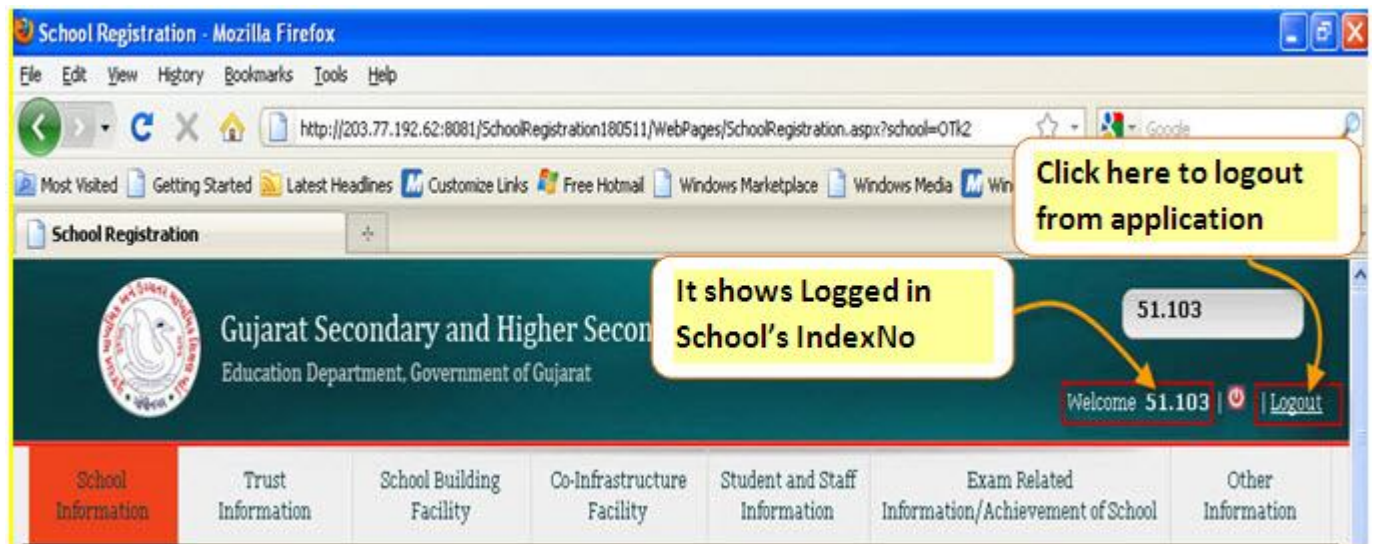 School Registration - Mozilla Firefox
File Edit View History Bookmarks Tools Help
http://203.77.192.62:8081/SchoolRegistration180511/WebPages/SchoolRegistration.aspx?school=OTk2
Google
Most Visited Getting Started Latest Headlines Customize Links Free Hotmail Windows Marketplace Windows Media
Click here to logout
from application
School Registration
It shows Logged in
School's IndexNo
51.103
Gujarat Secondary and Higher
Education Department, Government of Gujarat
Welcome 51.103 | | Logout
School Information
Trust Information
School Building Facility
Co-Infrastructure Facility
Student and Staff Information
Exam Related Information/Achievement of School
Other Information